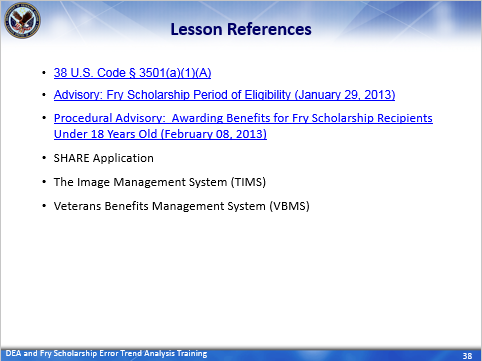 Lesson References
• 38 U.S. Code § 3501(a)(1)(A)
• Advisory: Fry Scholarship Period of Eligibility (January 29, 2013)
• Procedural Advisory:  Awarding Benefits for Fry Scholarship Recipients
Under 18 Years Old (February 08, 2013)
• SHARE Application
• The Image Management System (TIMS)
• Veterans Benefits Management System (VBMS)
DEA and Fry Scholarship Error Trend Analysis Training
38